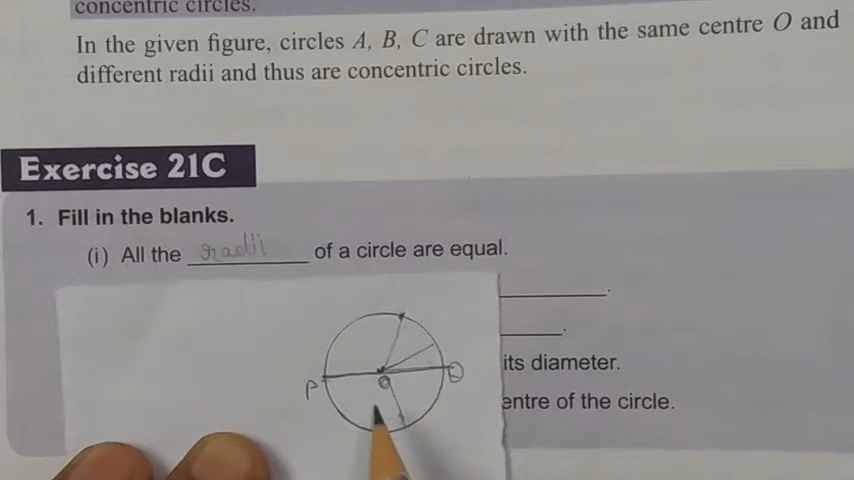 concentric circles.
In the given figure, circles A, B, C are drawn with the same centre O and
different radii and thus are concentric circles.
Exercise 21C
1. Fill in the blanks.
(i) All the radii of a circle are equal.
.
.
its diameter.
entre of the circle.
P O Q